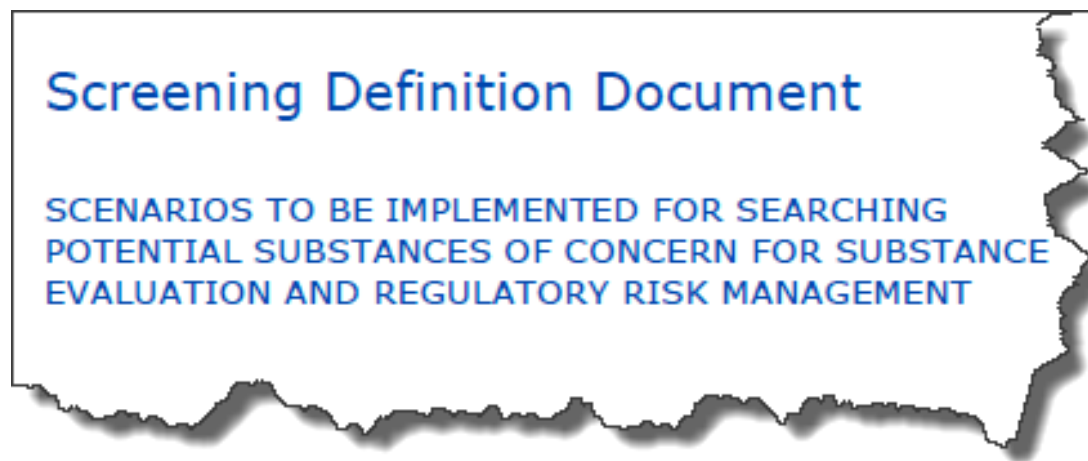 Screening Definition Document
SCENARIOS TO BE IMPLEMENTED FOR SEARCHING
POTENTIAL SUBSTANCES OF CONCERN FOR SUBSTANCE
EVALUATION AND REGULATORY RISK MANAGEMENT